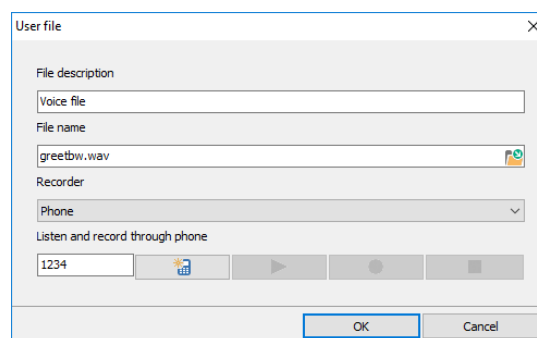 User file
File description
Voice file
File name
greetbw.wav
Recorder
Phone
Listen and record through phone
1234
OK Cancel